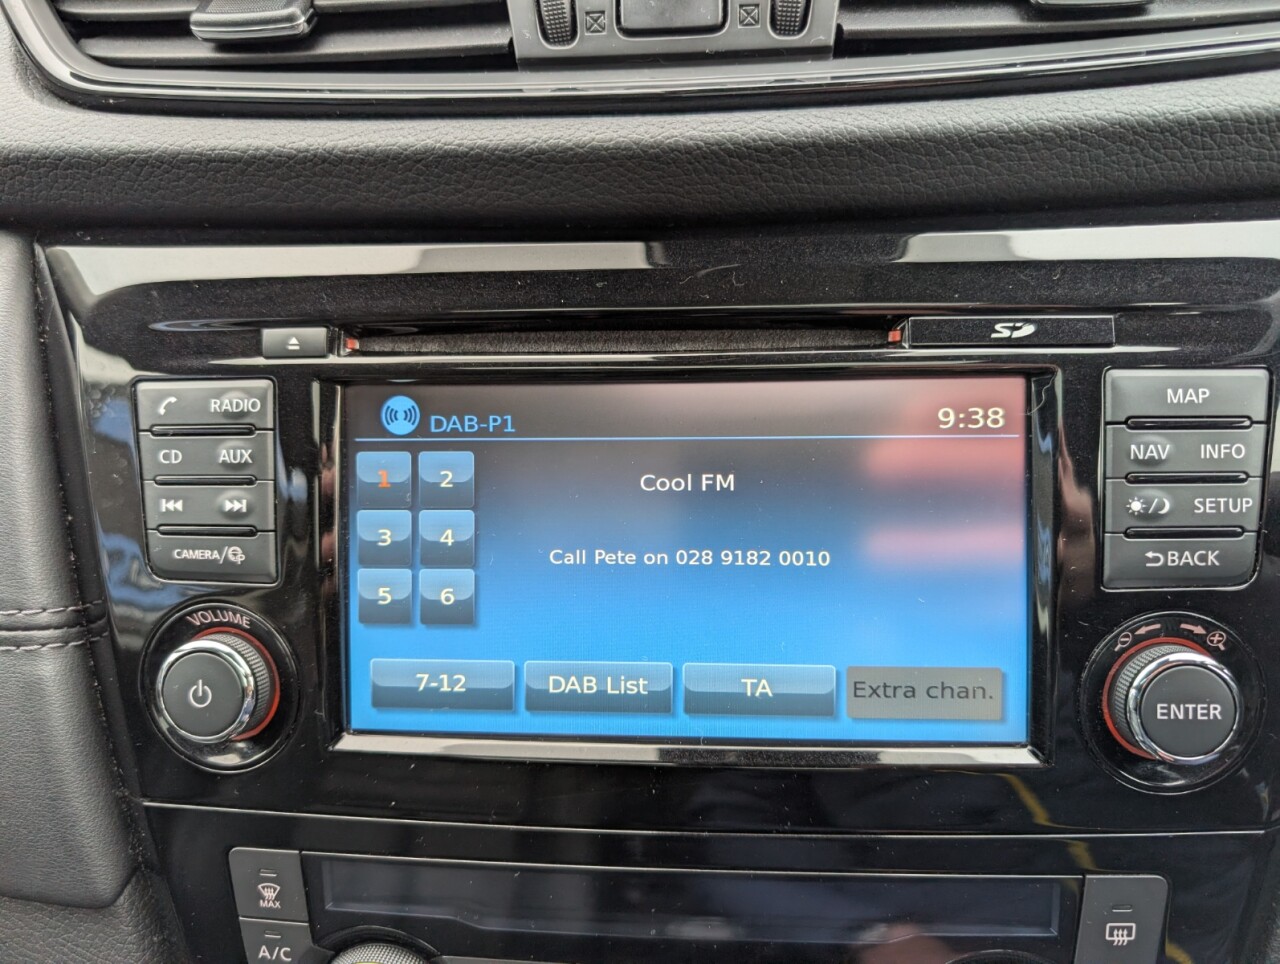 SD
RADIO
CD AUX
CAMERA/
VOLUME
DAB-P1
9:38
1 2
3 4
5 6
Cool FM
Call Pete on 028 9182 0010
7-12
DAB List
TA
Extra chan.
MAP
NAV INFO
SETUP
BACK
ENTER
MAX
A/C